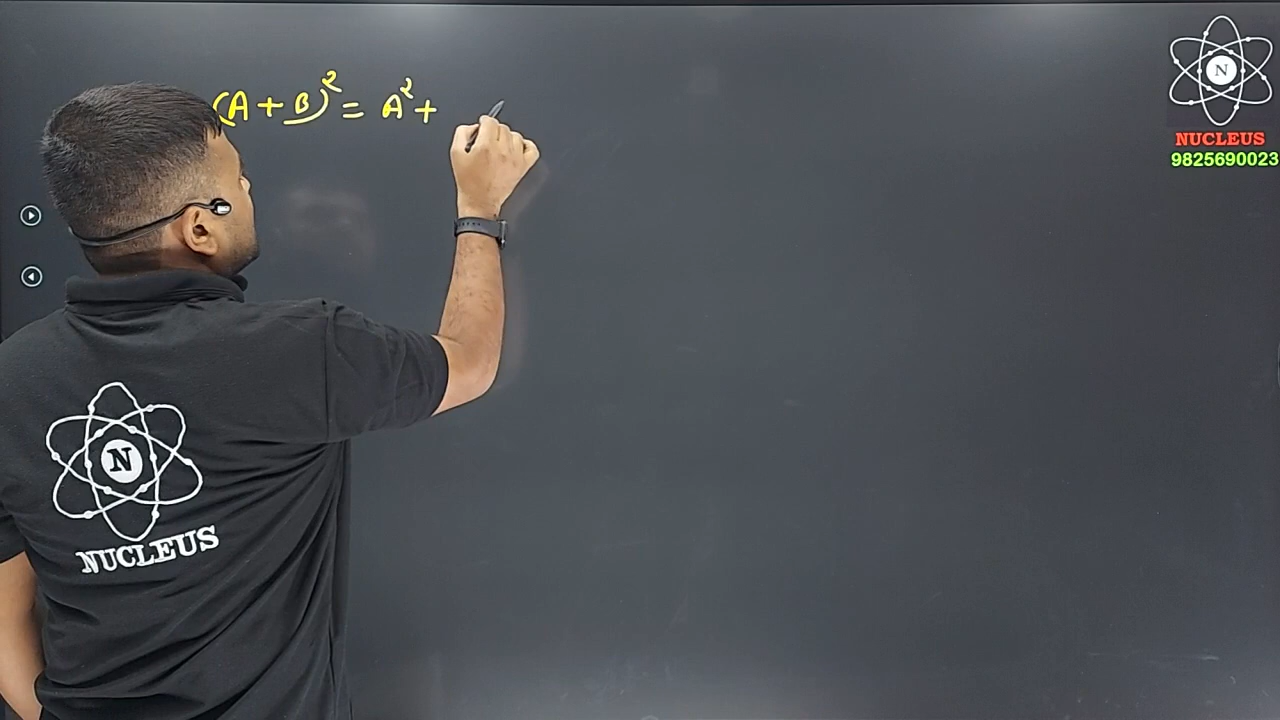 (A + B)² = A² +
N
NUCLEUS
9825690023
N
NUCLEUS